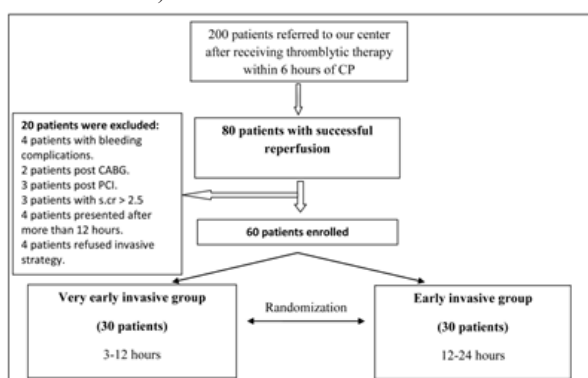 200 patients referred to our center
after receiving thromblytic therapy
within 6 hours of CP
80 patients with successful
reperfusion
20 patients were excluded:
4 patients with bleeding
complications.
2 patients post CABG.
3 patients post PCI.
3 patients with s.cr > 2.5
4 patients presented after
more than 12 hours.
4 patients refused invasive
strategy.
60 patients enrolled
Very early invasive group
(30 patients)
3-12 hours
Randomization
Early invasive group
(30 patients)
12-24 hours